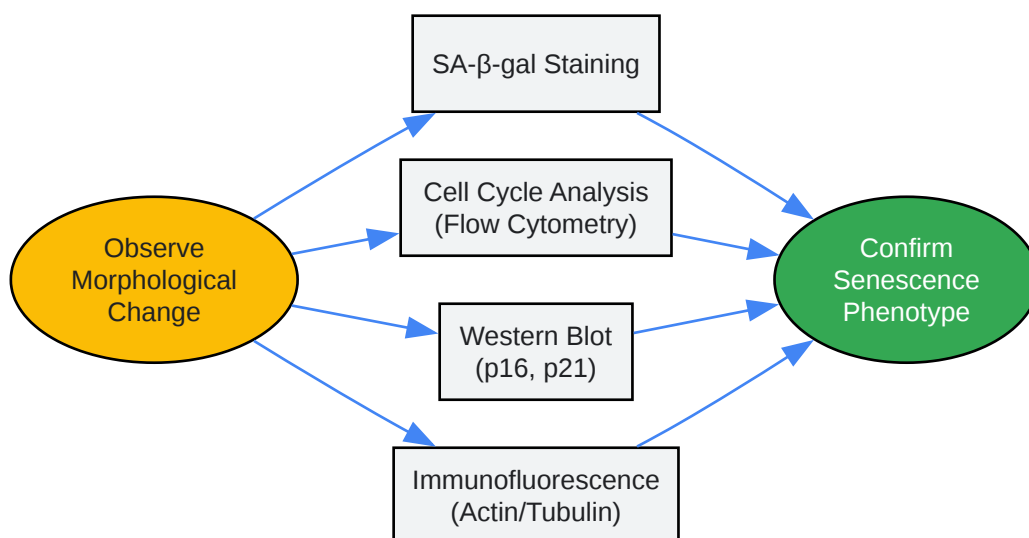 SA-β-gal Staining
Cell Cycle Analysis
(Flow Cytometry)
Observe
Morphological
Change
Confirm
Senescence
Phenotype
Western Blot
(p16, p21)
Immunofluorescence
(Actin/Tubulin)